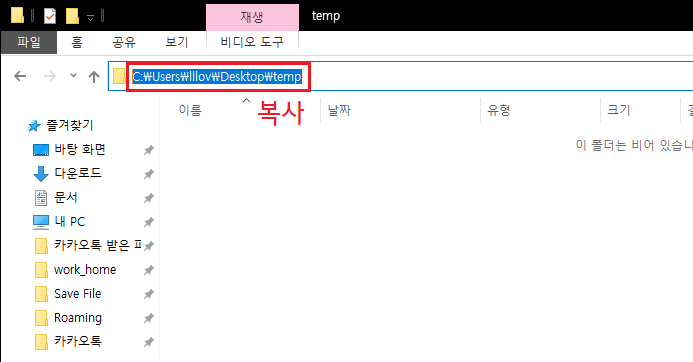 재생
temp
파일
홈
공유
보기
비디오 도구
C:₩Users₩lllov₩Desktop₩temp
복사
이름
날짜
유형
크기
이 폴더는 비어 있습니
즐겨찾기
바탕 화면
다운로드
문서
내 PC
카카오톡 받은 파
work_home
Save File
Roaming
카카오톡